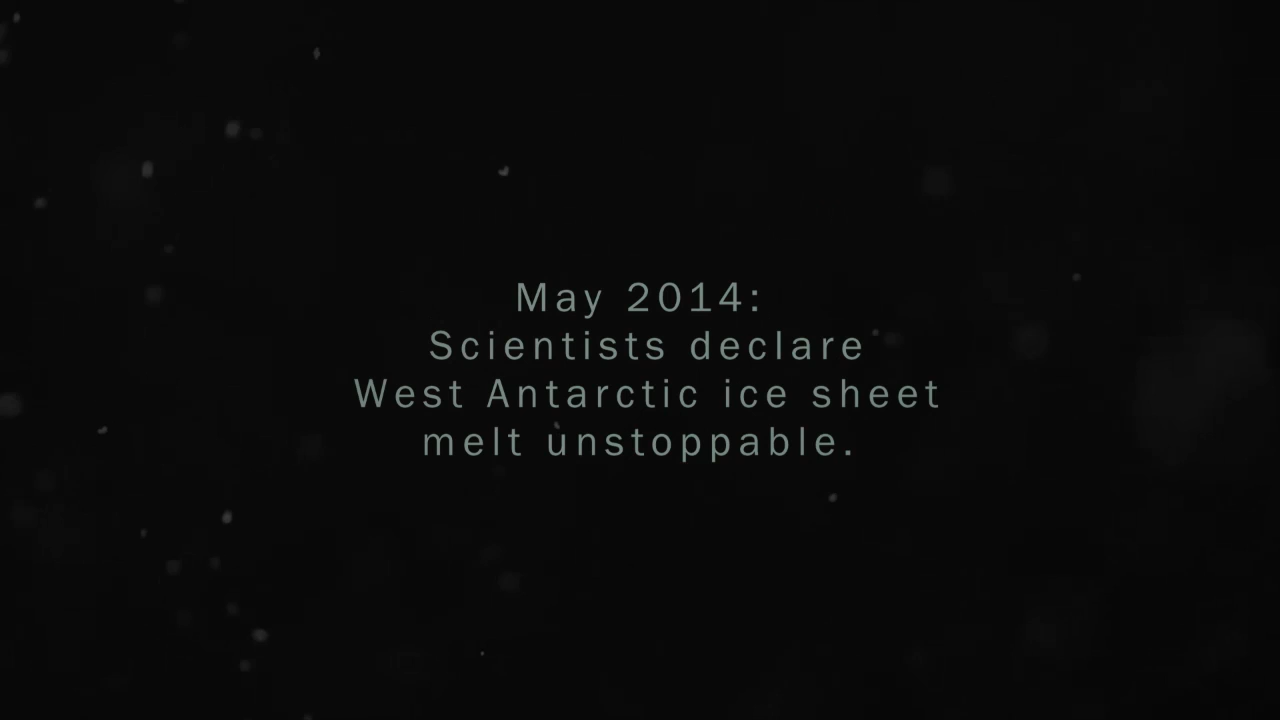 May 2014:
Scientists declare
West Antarctic ice sheet
melt unstoppable.